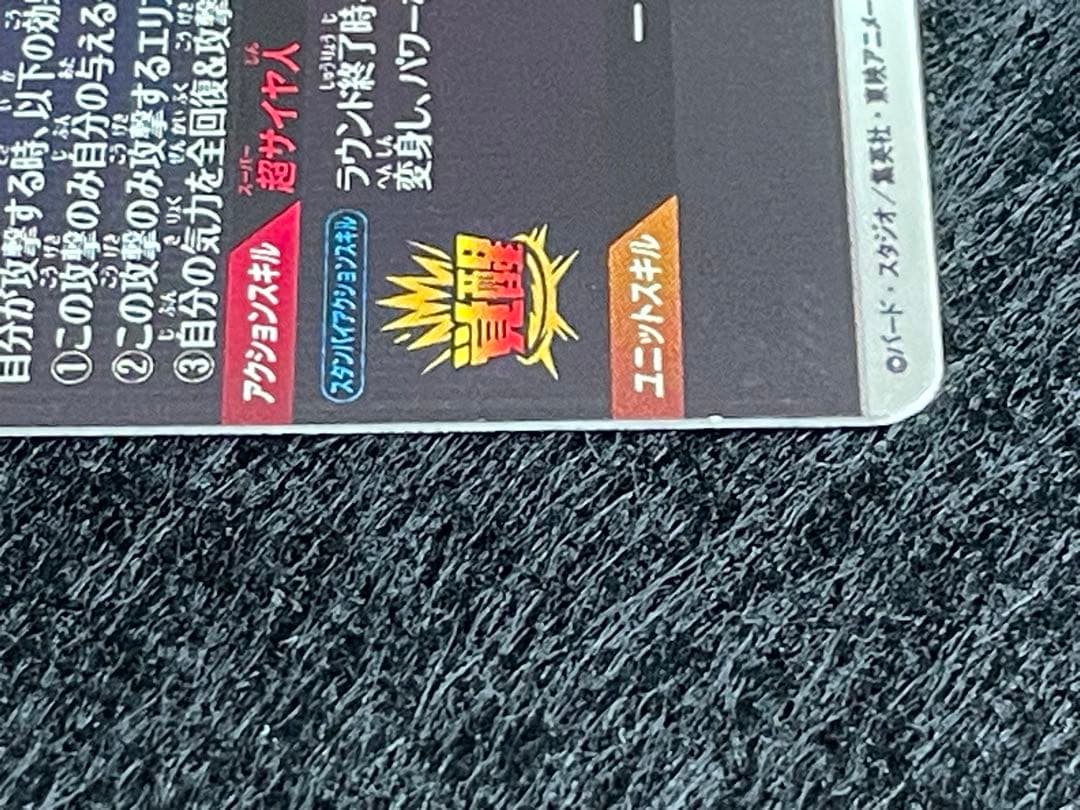 自分が攻撃する時、以下の効
①この攻撃のみ自分の与える
②この攻撃のみ攻撃するエリ
③自分の気力を全回復&攻撃
アクションスキル 超サイヤ人
スタンバイアクションスキル ラウンド終了時
覚醒 変身し、パワー
ユニットスキル ー
©バード・スタジオ／集英社・東映アニメー